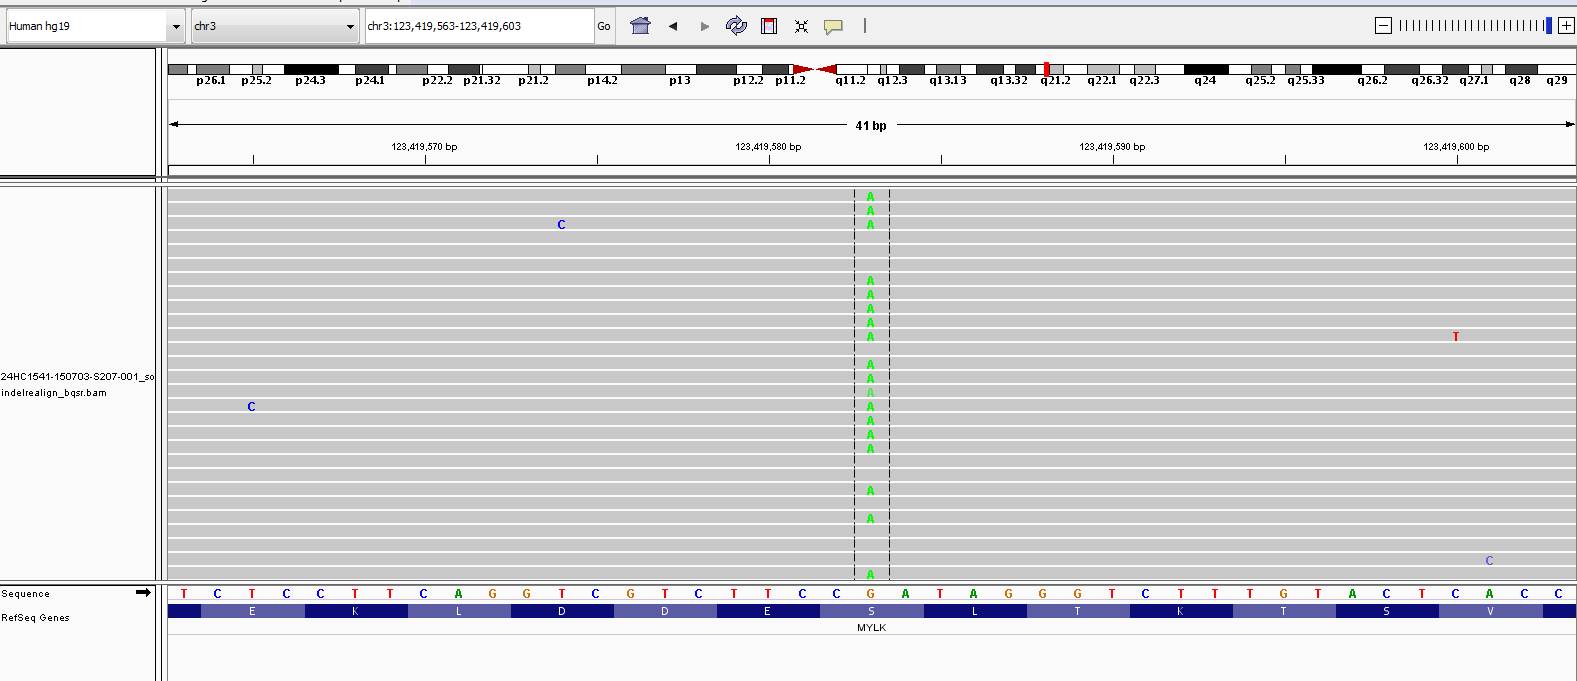 Human hg19 chr3 chr3:123,419,563-123,419,603 Go
p26.1 p25.2 p24.3 p24.1 p22.2 p21.32 p21.2 p14.2 p13 p12.2 p11.2 q11.2 q12.3 q13.13 q13.32 q21.2 q22.1 q22.3 q24 q25.2 q25.33 q26.2 q26.32 q27.1 q28 q29
41 bp
123,419,570 bp 123,419,580 bp 123,419,590 bp 123,419,600 bp
A
A
C A
A
A
A
A
A T
A
24HC1541-150703-S207-001_so A
indelrealign_bqsr.bam A
C A
A
A
A
A
A
C
A
Sequence T C T C C T T C A G G T C G T C T T C C G A T A G G G T C T T T G T A C T C A C C
RefSeq Genes E K L D D E S L T K T S V
MYLK